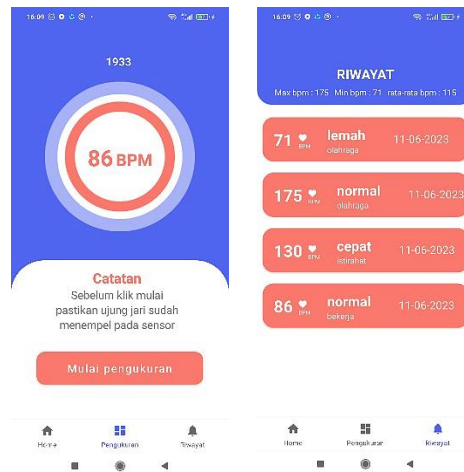 16:09
1933
86 BPM
Catatan
Sebelum klik mulai
pastikan ujung jari sudah
menempel pada sensor
Mulai pengukuran
Home
Pengukuran
Riwayat
16:09
RIWAYAT
Max bpm : 175 Min bpm : 71 rata-rata bpm : 115
71 BPM lemah 11-06-2023
olahraga
175 BPM normal 11-06-2023
olahraga
130 BPM cepat 11-06-2023
istirahat
86 BPM normal 11-06-2023
bekerja
Home
Pengukuran
Riwayat